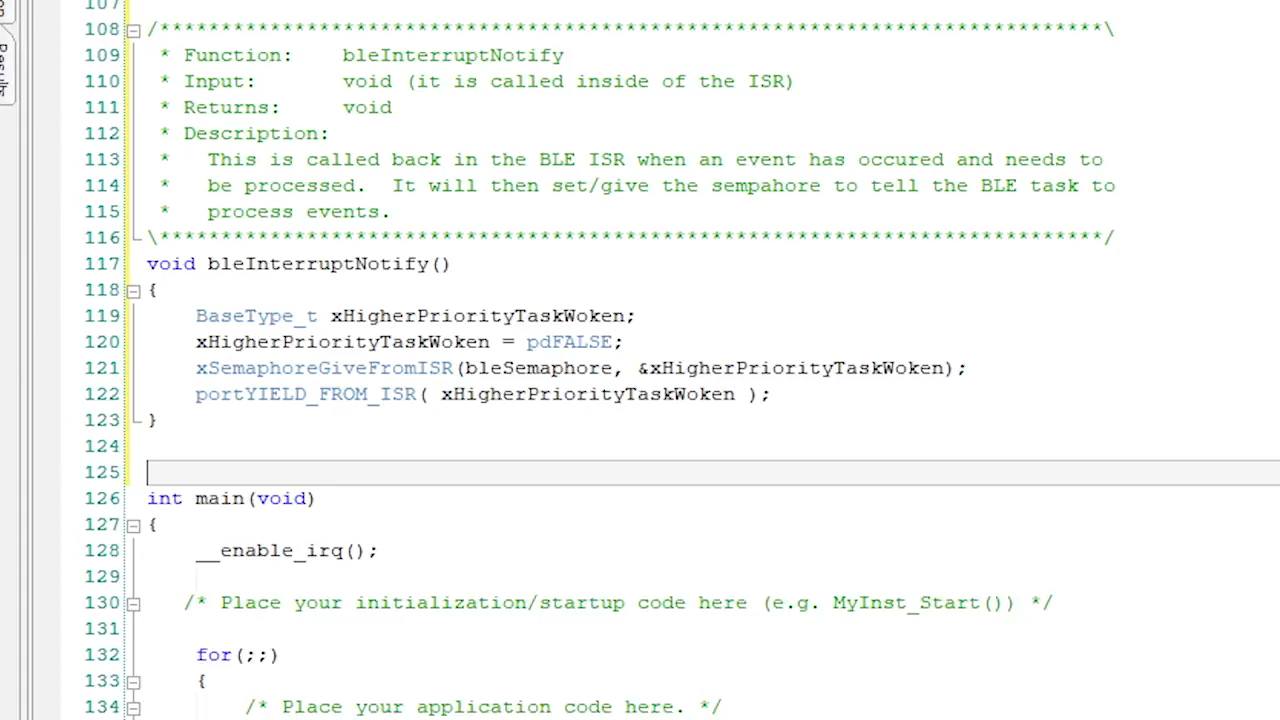 107
108 /******************************************************************************\
109 * Function: bleInterruptNotify
110 * Input: void (it is called inside of the ISR)
111 * Returns: void
112 * Description:
113 * This is called back in the BLE ISR when an event has occured and needs to
114 * be processed. It will then set/give the sempahore to tell the BLE task to
115 * process events.
116 \******************************************************************************/
117 void bleInterruptNotify()
118 {
119 BaseType_t xHigherPriorityTaskWoken;
120 xHigherPriorityTaskWoken = pdFALSE;
121 xSemaphoreGiveFromISR(bleSemaphore, &xHigherPriorityTaskWoken);
122 portYIELD_FROM_ISR( xHigherPriorityTaskWoken );
123 }
124
125
126 int main(void)
127 {
128 __enable_irq();
129
130 /* Place your initialization/startup code here (e.g. MyInst_Start()) */
131
132 for(;;)
133 {
134 /* Place your application code here. */
Results